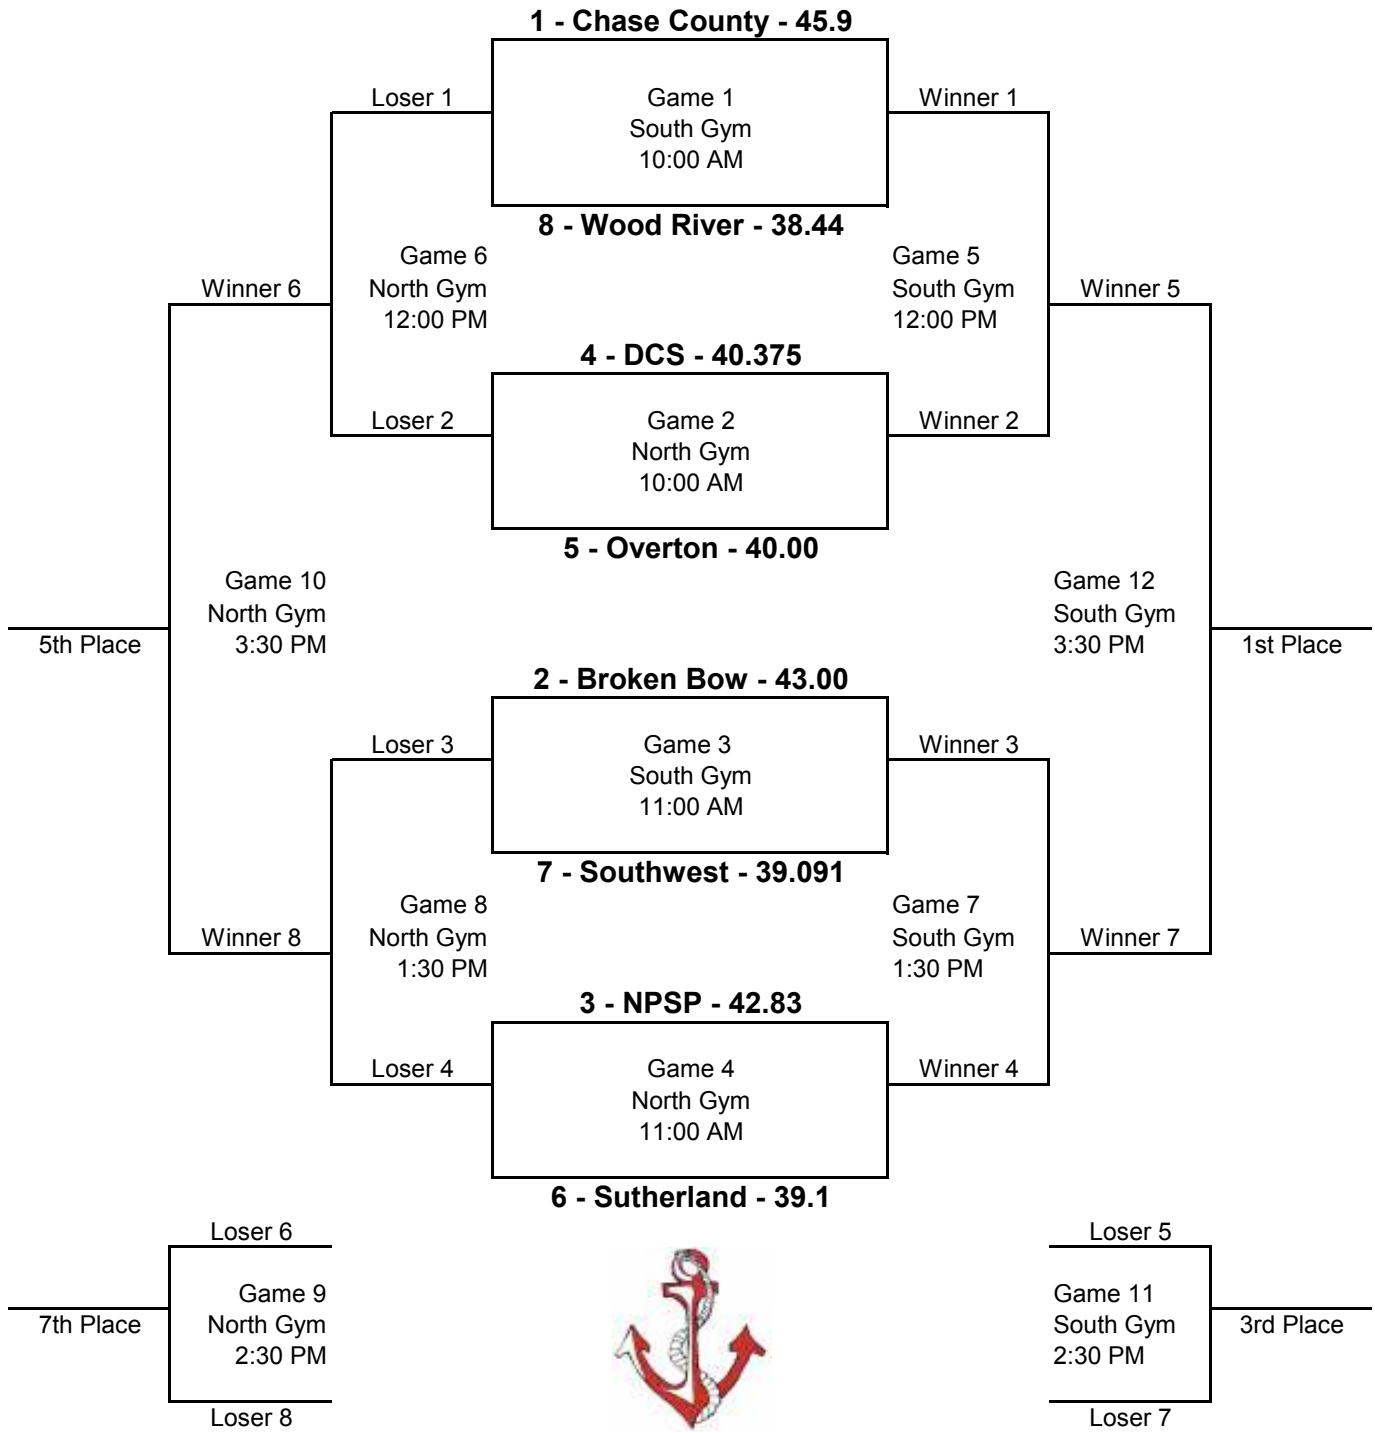 1 - Chase County - 45.9
Loser 1
Game 1
South Gym
10:00 AM
Winner 1
8 - Wood River - 38.44
Game 6
North Gym
12:00 PM
Game 5
South Gym
12:00 PM
Winner 6
Winner 5
4 - DCS - 40.375
Loser 2
Game 2
North Gym
10:00 AM
Winner 2
5 - Overton - 40.00
Game 10
North Gym
3:30 PM
Game 12
South Gym
3:30 PM
5th Place
1st Place
2 - Broken Bow - 43.00
Loser 3
Game 3
South Gym
11:00 AM
Winner 3
7 - Southwest - 39.091
Game 8
North Gym
1:30 PM
Game 7
South Gym
1:30 PM
Winner 8
Winner 7
3 - NPSP - 42.83
Loser 4
Game 4
North Gym
11:00 AM
Winner 4
6 - Sutherland - 39.1
Loser 6
Loser 5
Game 9
North Gym
2:30 PM
Game 11
South Gym
2:30 PM
7th Place
3rd Place
Loser 8
Loser 7